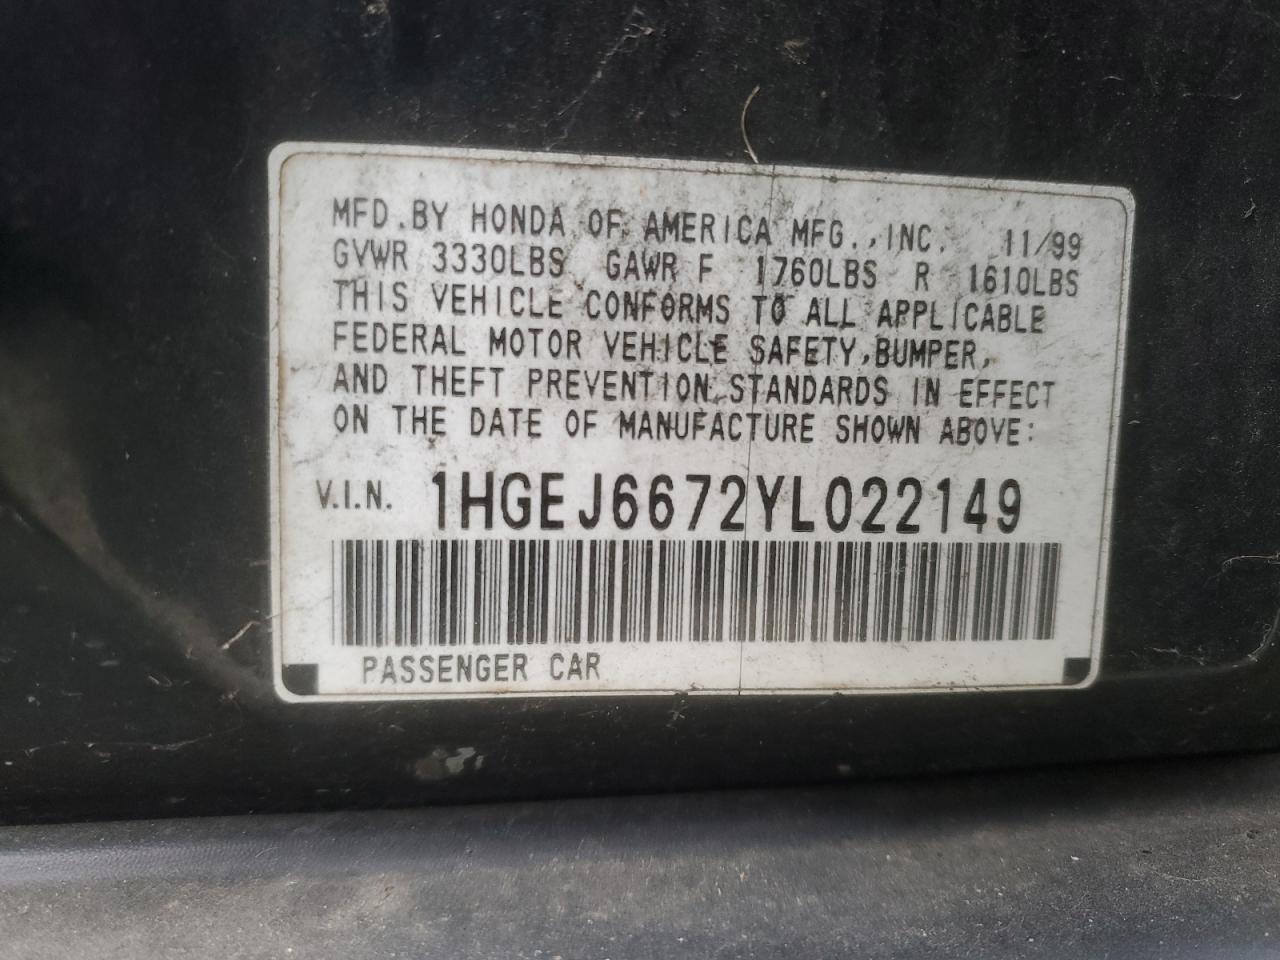 MFD.BY HONDA OF AMERICA MFG.,INC. 11/99
GVWR 3330LBS GAWR F 1760LBS R 1610LBS
THIS VEHICLE CONFORMS TO ALL APPLICABLE
FEDERAL MOTOR VEHICLE SAFETY,BUMPER,
AND THEFT PREVENTION STANDARDS IN EFFECT
ON THE DATE OF MANUFACTURE SHOWN ABOVE:
V.I.N. 1HGEJ6672YL022149
PASSENGER CAR